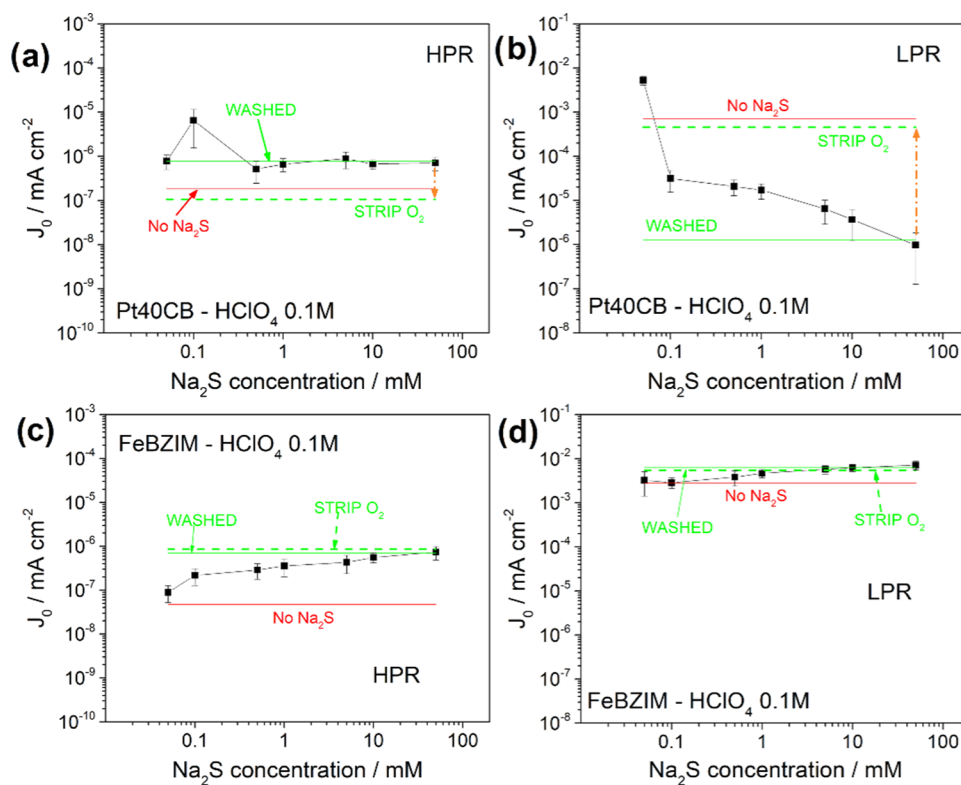 (a)
HPR
WASHED
No Na₂S
STRIP O₂
Pt40CB - HClO₄ 0.1M
10⁻³
10⁻⁴
10⁻⁵
10⁻⁶
10⁻⁷
10⁻⁸
10⁻⁹
10⁻¹⁰
J₀ / mA cm⁻²
0.1 1 10 100
Na₂S concentration / mM
(b)
LPR
No Na₂S
STRIP O₂
WASHED
Pt40CB - HClO₄ 0.1M
10⁻¹
10⁻²
10⁻³
10⁻⁴
10⁻⁵
10⁻⁶
10⁻⁷
10⁻⁸
J₀ / mA cm⁻²
0.1 1 10 100
Na₂S concentration / mM
(c)
FeBZIM - HClO₄ 0.1M
WASHED
STRIP O₂
No Na₂S
HPR
10⁻³
10⁻⁴
10⁻⁵
10⁻⁶
10⁻⁷
10⁻⁸
10⁻⁹
10⁻¹⁰
J₀ / mA cm⁻²
0.1 1 10 100
Na₂S concentration / mM
(d)
No Na₂S
WASHED
STRIP O₂
LPR
FeBZIM - HClO₄ 0.1M
10⁻¹
10⁻²
10⁻³
10⁻⁴
10⁻⁵
10⁻⁶
10⁻⁷
10⁻⁸
J₀ / mA cm⁻²
0.1 1 10 100
Na₂S concentration / mM